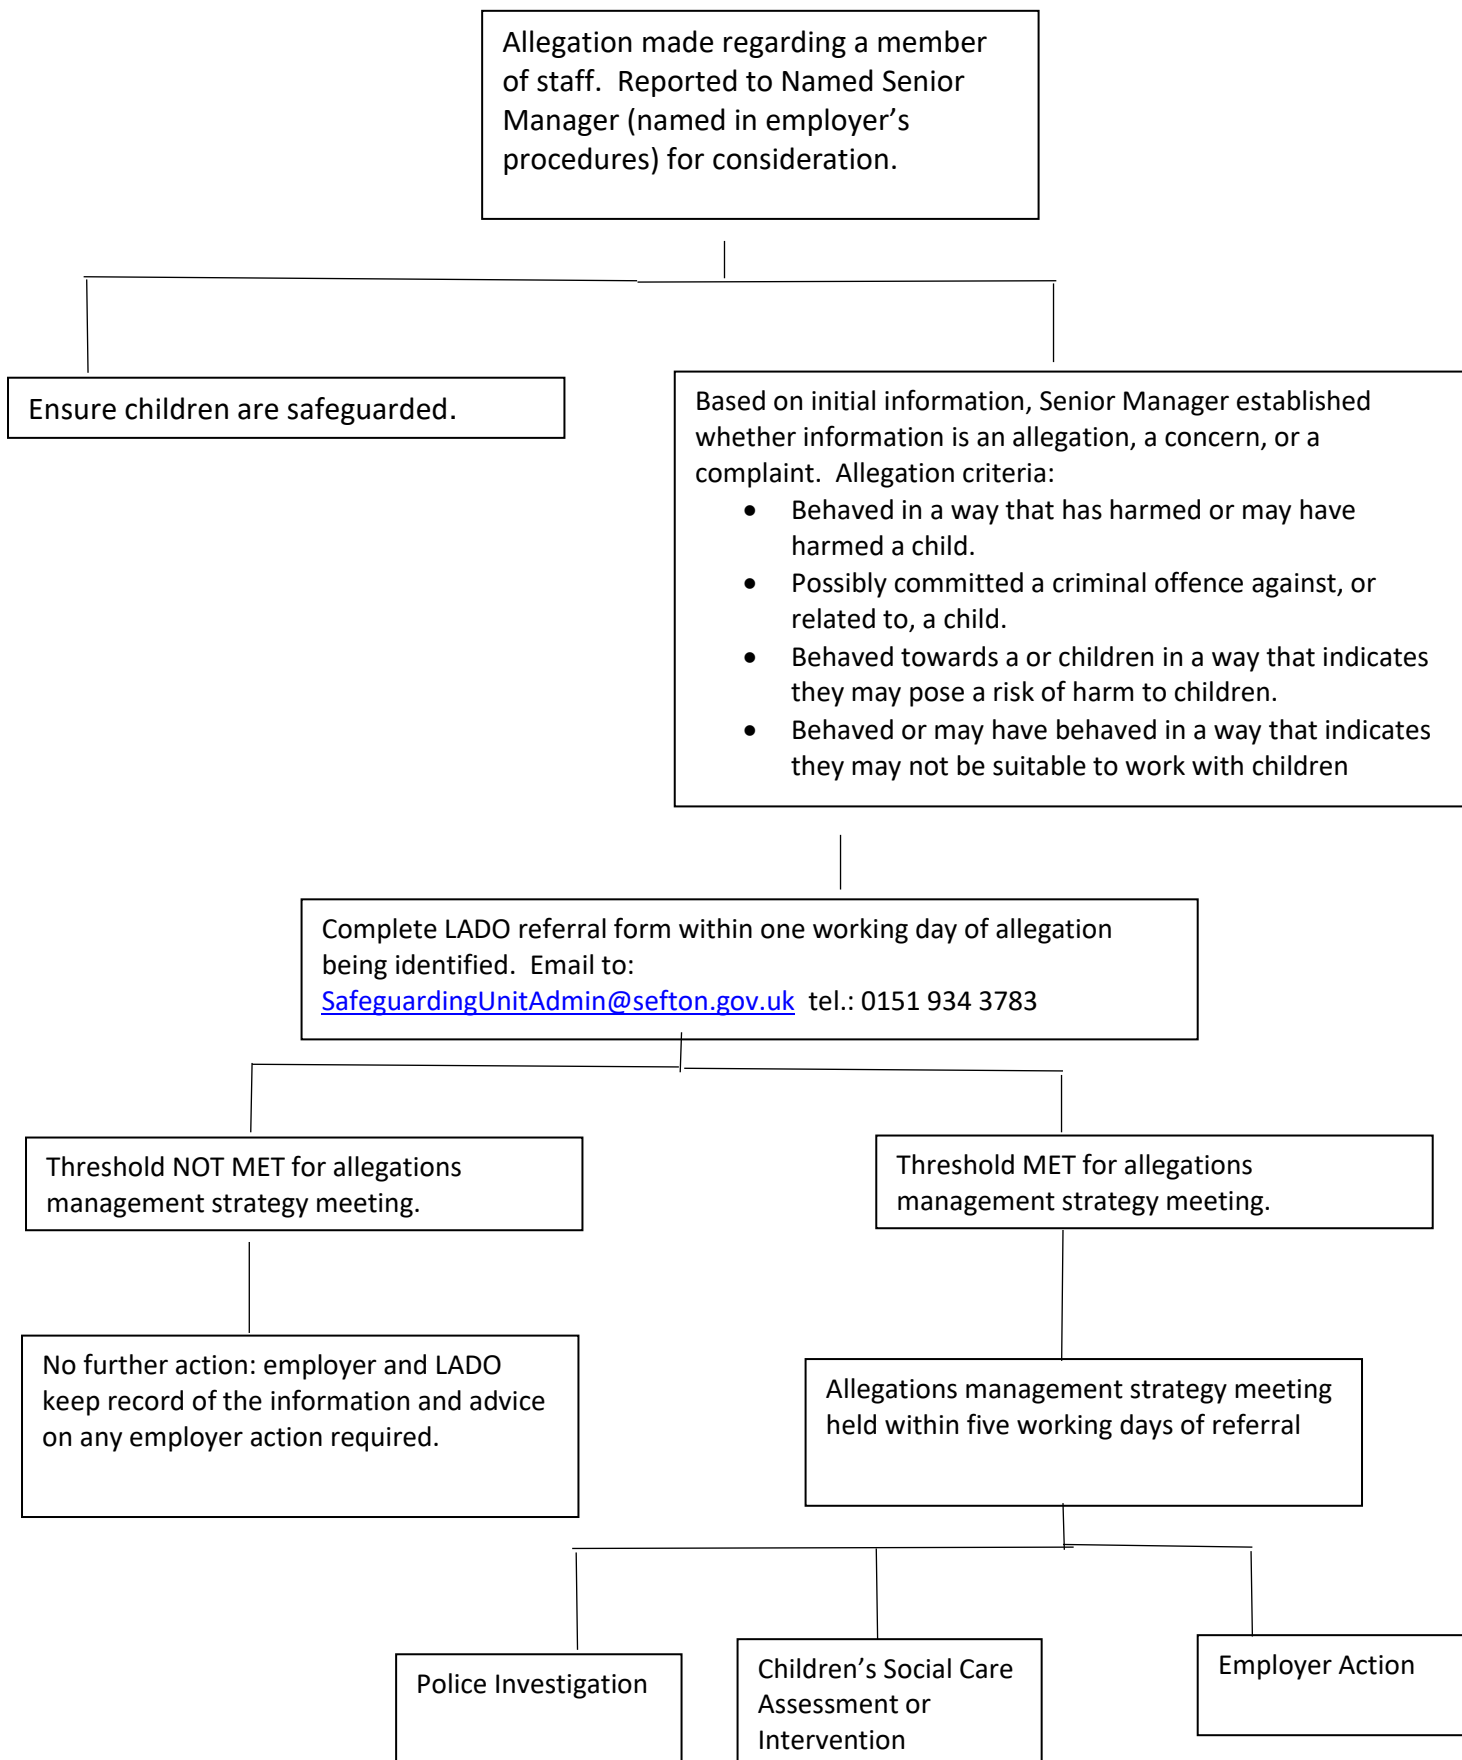 Allegation made regarding a member
of staff.  Reported to Named Senior
Manager (named in employer’s
procedures) for consideration.
Ensure children are safeguarded.
Based on initial information, Senior Manager established
whether information is an allegation, a concern, or a
complaint.  Allegation criteria:
• Behaved in a way that has harmed or may have
harmed a child.
• Possibly committed a criminal offence against, or
related to, a child.
• Behaved towards a or children in a way that indicates
they may pose a risk of harm to children.
• Behaved or may have behaved in a way that indicates
they may not be suitable to work with children
Complete LADO referral form within one working day of allegation
being identified.  Email to:
SafeguardingUnitAdmin@sefton.gov.uk  tel.: 0151 934 3783
Threshold NOT MET for allegations
management strategy meeting.
Threshold MET for allegations
management strategy meeting.
No further action: employer and LADO
keep record of the information and advice
on any employer action required.
Allegations management strategy meeting
held within five working days of referral
Police Investigation
Children’s Social Care
Assessment or
Intervention
Employer Action